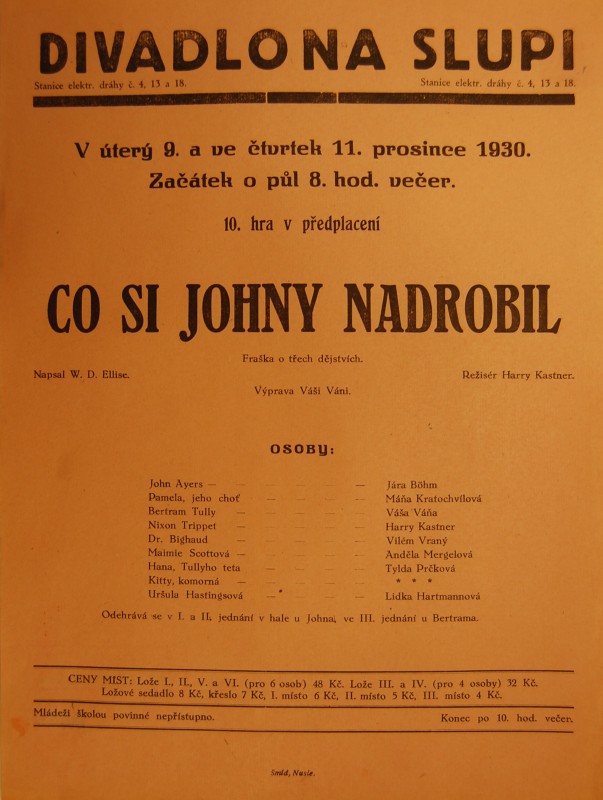 DIVADLO NA SLUPI
Stanice elektr. dráhy č. 4, 13 a 18. Stanice elektr. dráhy č. 4, 13 a 18.
V úterý 9. a ve čtvrtek 11. prosince 1930.
Začátek o půl 8. hod. večer.
10. hra v předplacení
CO SI JOHNY NADROBIL
Fraška o třech dějstvích.
Napsal W. D. Ellise. Režisér Harry Kastner.
Výprava Váši Váni.
OSOBY:
John Ayers — — — — — — Jára Böhm
Pamela, jeho choť — — — — — Máňa Kratochvílová
Bertram Tully — — — — — Váša Váňa
Nixon Trippet — — — — — Harry Kastner
Dr. Bighaud — — — — — Vilém Vraný
Maimie Scottová — — — — — Anděla Mergelová
Hana, Tullyho teta — — — — — Tylda Prčková
Kitty, komorná — — — — — * * *
Uršula Hastingsová — — — — Lidka Hartmannová
Odehrává se v I. a II. jednání v hale u Johna, ve III. jednání u Bertrama.
CENY MÍST: Lože I., II., V. a VI. (pro 6 osob) 48 Kč. Lože III. a IV. (pro 4 osoby) 32 Kč.
Ložové sedadlo 8 Kč, křeslo 7 Kč, I. místo 6 Kč, II. místo 5 Kč, III. místo 4 Kč.
Mládeži školou povinné nepřístupno. Konec po 10. hod. večer.
Šmíd, Nusle.